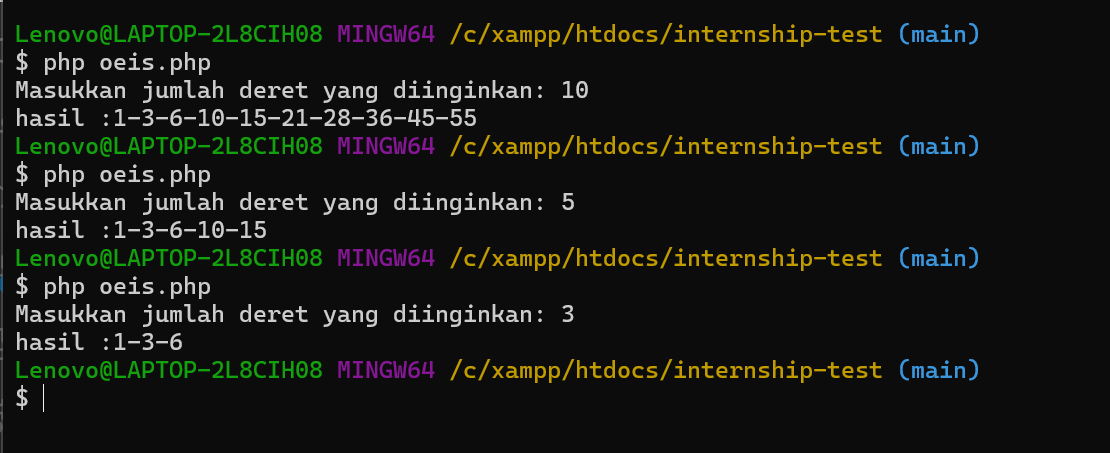 Lenovo@LAPTOP-2L8CIH08 MINGW64 /c/xampp/htdocs/internship-test (main)
$ php oeis.php
Masukkan jumlah deret yang diinginkan: 10
hasil :1-3-6-10-15-21-28-36-45-55
Lenovo@LAPTOP-2L8CIH08 MINGW64 /c/xampp/htdocs/internship-test (main)
$ php oeis.php
Masukkan jumlah deret yang diinginkan: 5
hasil :1-3-6-10-15
Lenovo@LAPTOP-2L8CIH08 MINGW64 /c/xampp/htdocs/internship-test (main)
$ php oeis.php
Masukkan jumlah deret yang diinginkan: 3
hasil :1-3-6
Lenovo@LAPTOP-2L8CIH08 MINGW64 /c/xampp/htdocs/internship-test (main)
$